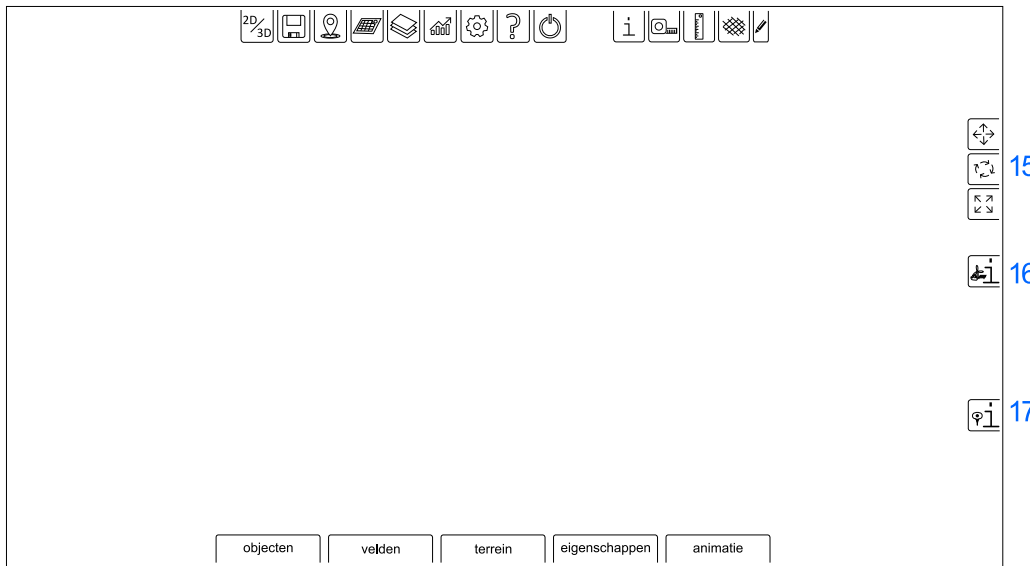 2D/3D
?
i
15
i
16
i
17
objecten velden terrein eigenschappen animatie